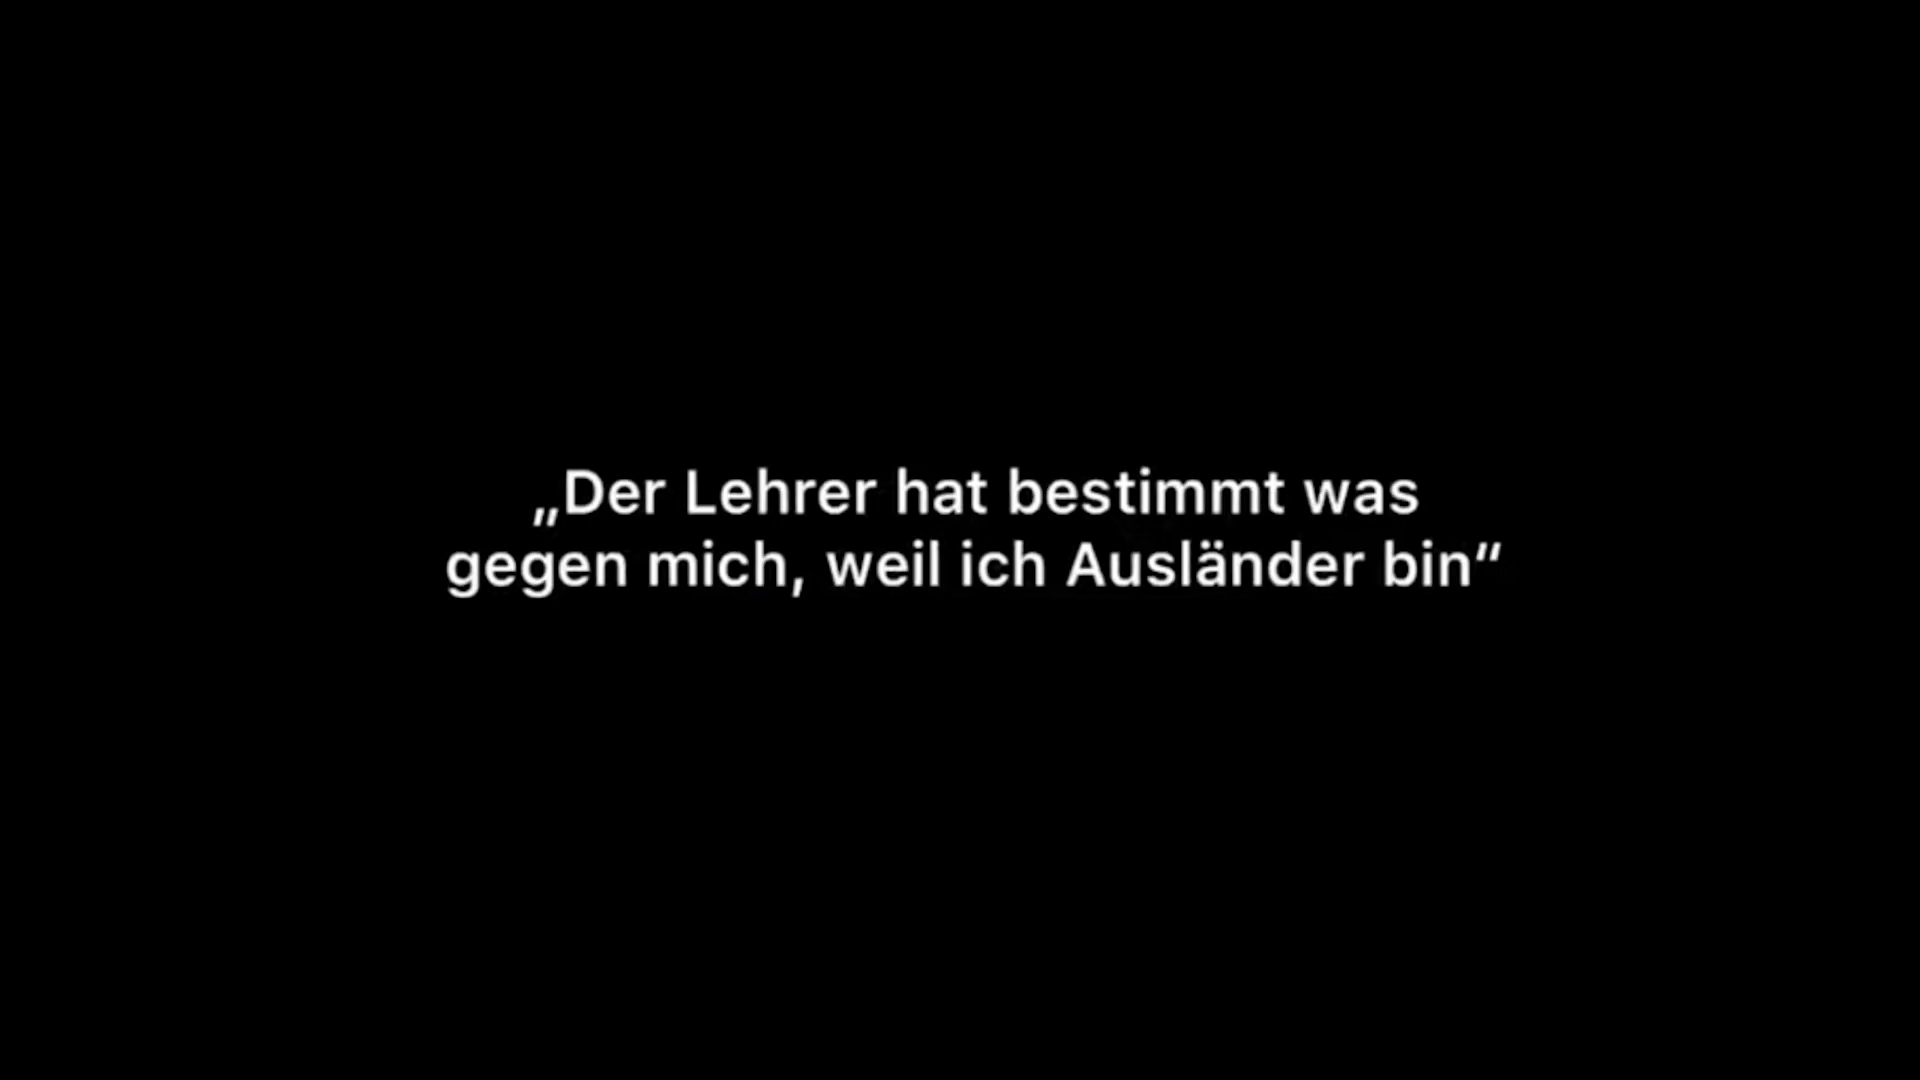 „Der Lehrer hat bestimmt was
gegen mich, weil ich Ausländer bin“